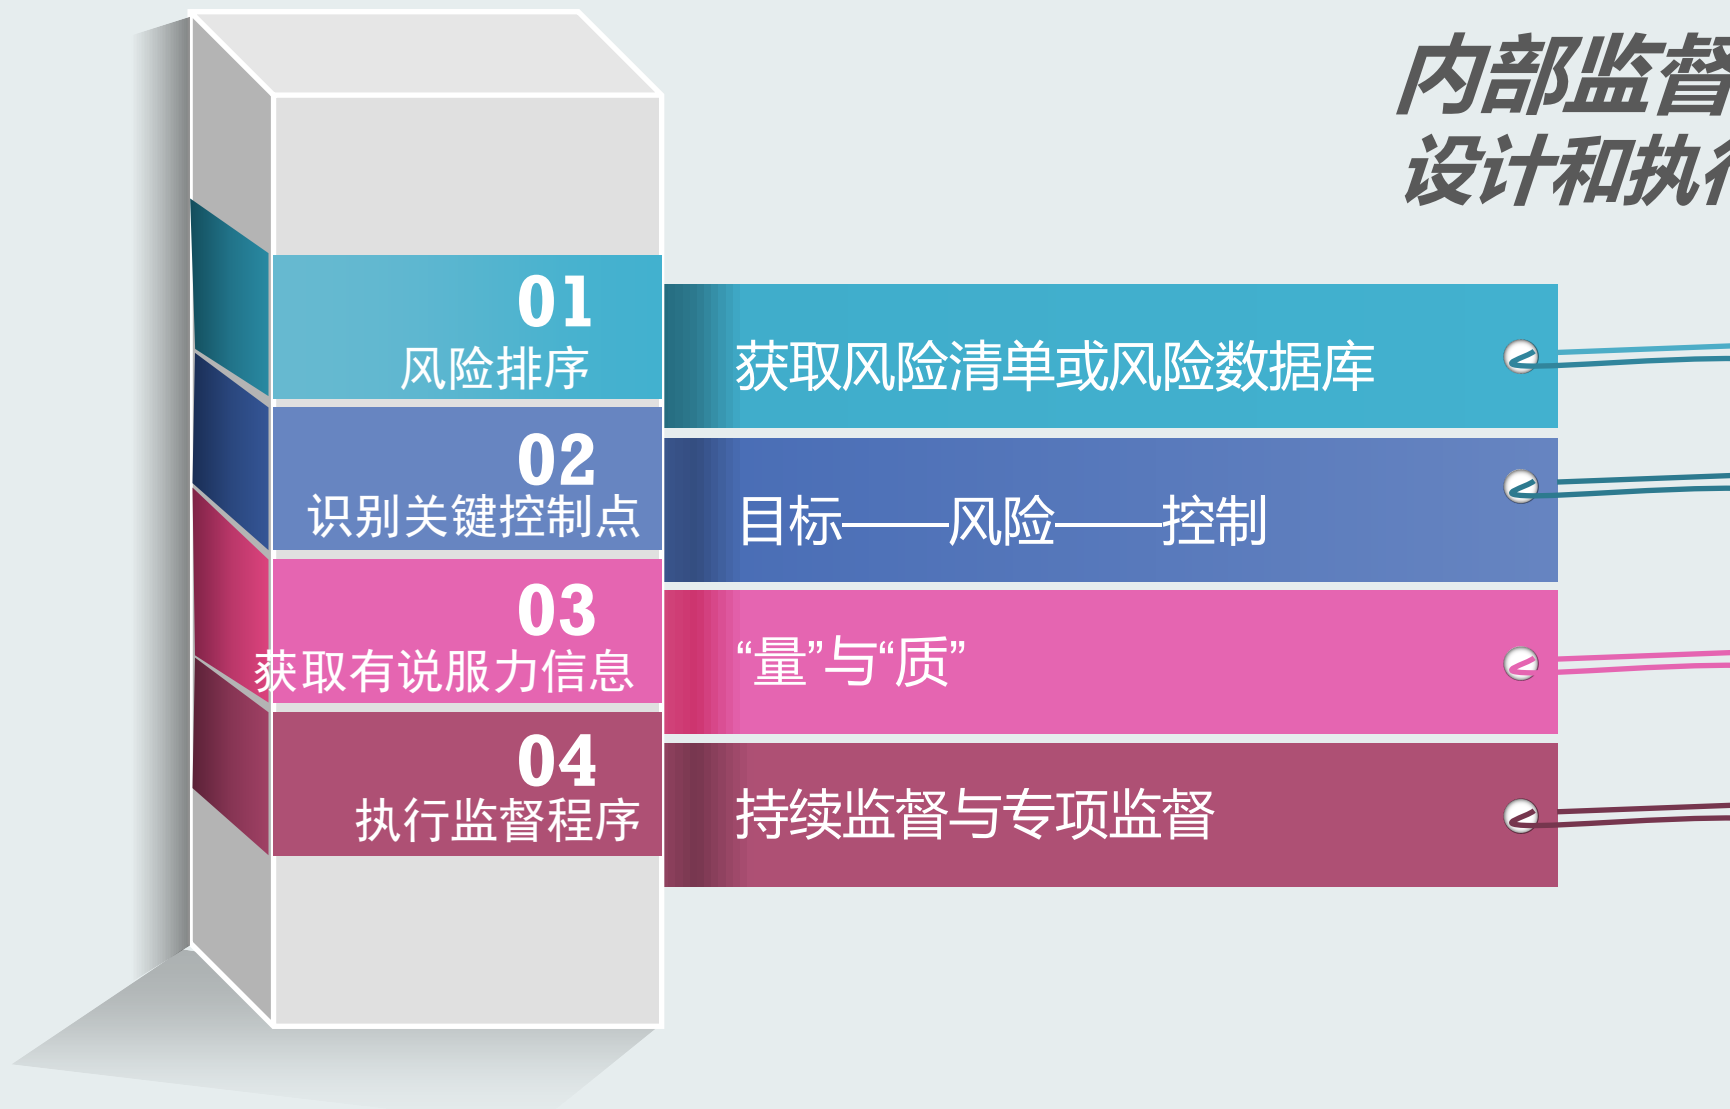 内部监督
设计和执行
01
风险排序
获取风险清单或风险数据库
02
识别关键控制点
目标——风险——控制
03
获取有说服力信息
“量”与“质”
04
执行监督程序
持续监督与专项监督